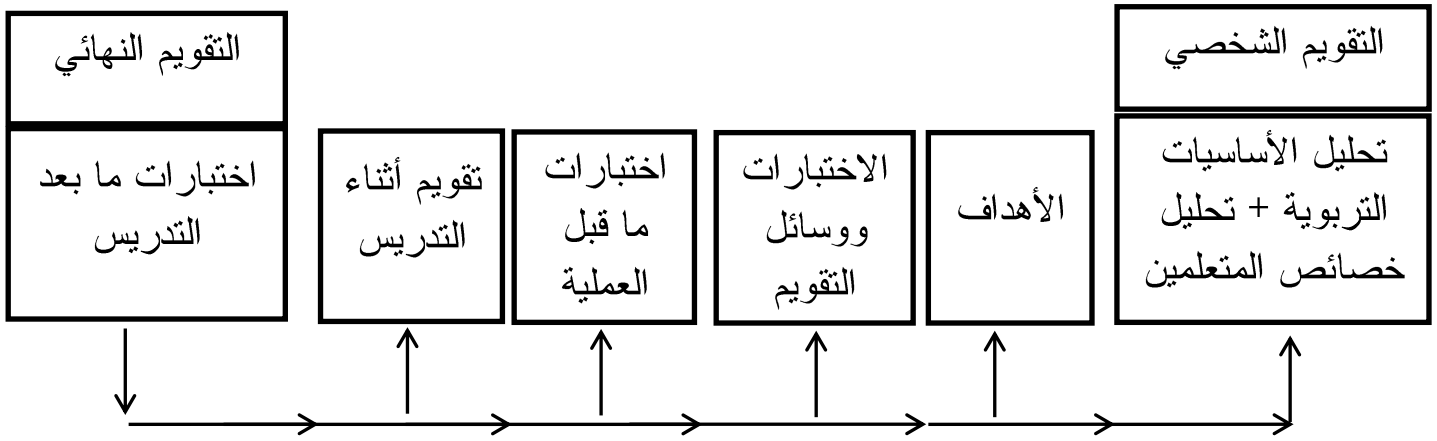 التقويم الشخصي
تحليل الأساسيات
التربوية + تحليل
خصائص المتعلمين
الأهداف
الاختبارات
ووسائل
التقويم
اختبارات
ما قبل
العملية
تقويم أثناء
التدريس
التقويم النهائي
اختبارات ما بعد
التدريس